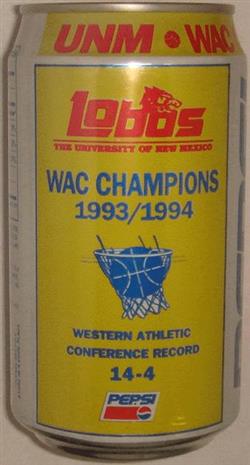 UNM • WAC
Lobos
THE UNIVERSITY OF NEW MEXICO
WAC CHAMPIONS
1993/1994
WESTERN ATHLETIC
CONFERENCE RECORD
14-4
PEPSI